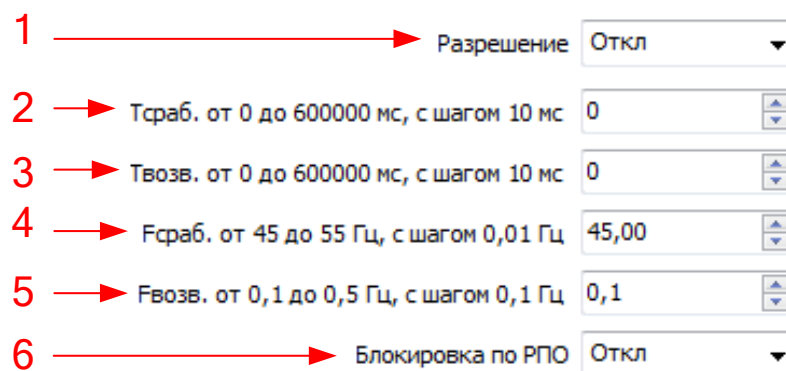 1 Разрешение Откл
2 Тсраб. от 0 до 600000 мс, с шагом 10 мс 0
3 Твозв. от 0 до 600000 мс, с шагом 10 мс 0
4 Fсраб. от 45 до 55 Гц, с шагом 0,01 Гц 45,00
5 Fвозв. от 0,1 до 0,5 Гц, с шагом 0,1 Гц 0,1
6 Блокировка по РПО Откл